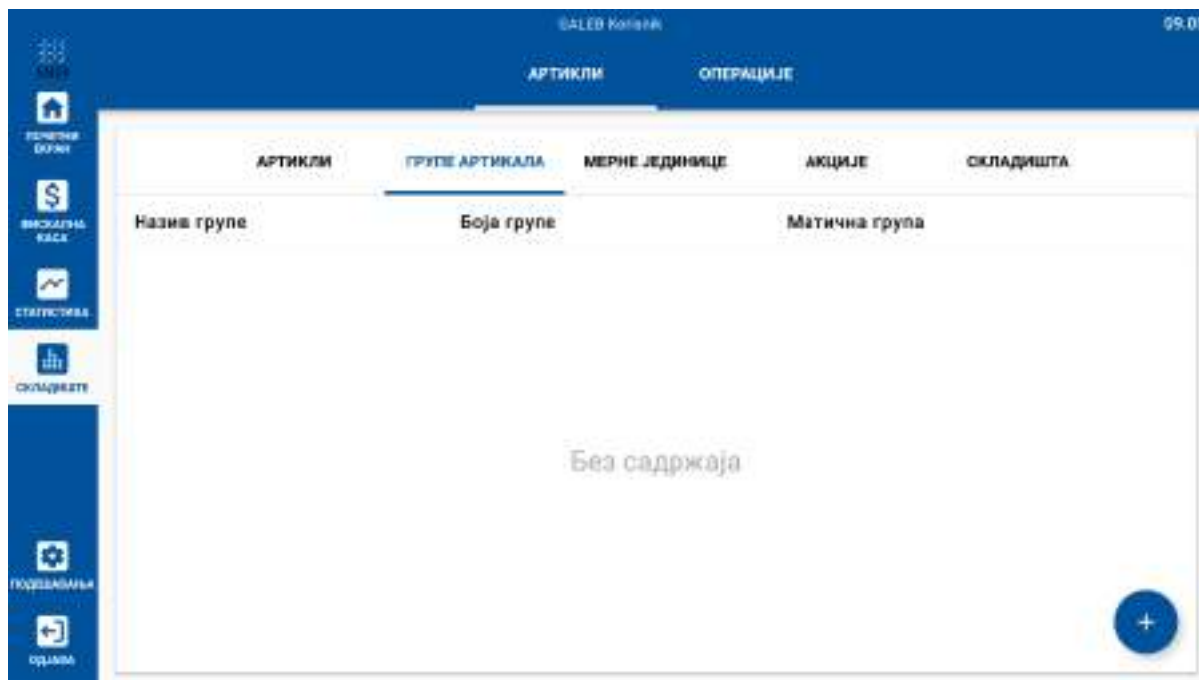 GALEB Korisnik
09.0
АРТИКЛИ ОПЕРАЦИЈЕ
ПОЧЕТНИ
ЕКРАН
АРТИКЛИ ГРУПЕ АРТИКАЛА МЕРНЕ ЈЕДИНИЦЕ АКЦИЈЕ СКЛАДИШТА
ФИСКАЛНА
КАСА
Назив групе Боја групе Матична група
СТАТИСТИКА
СКЛАДИШТЕ
Без садржаја
ПОДЕШАВАЊА
ОДЈАВА